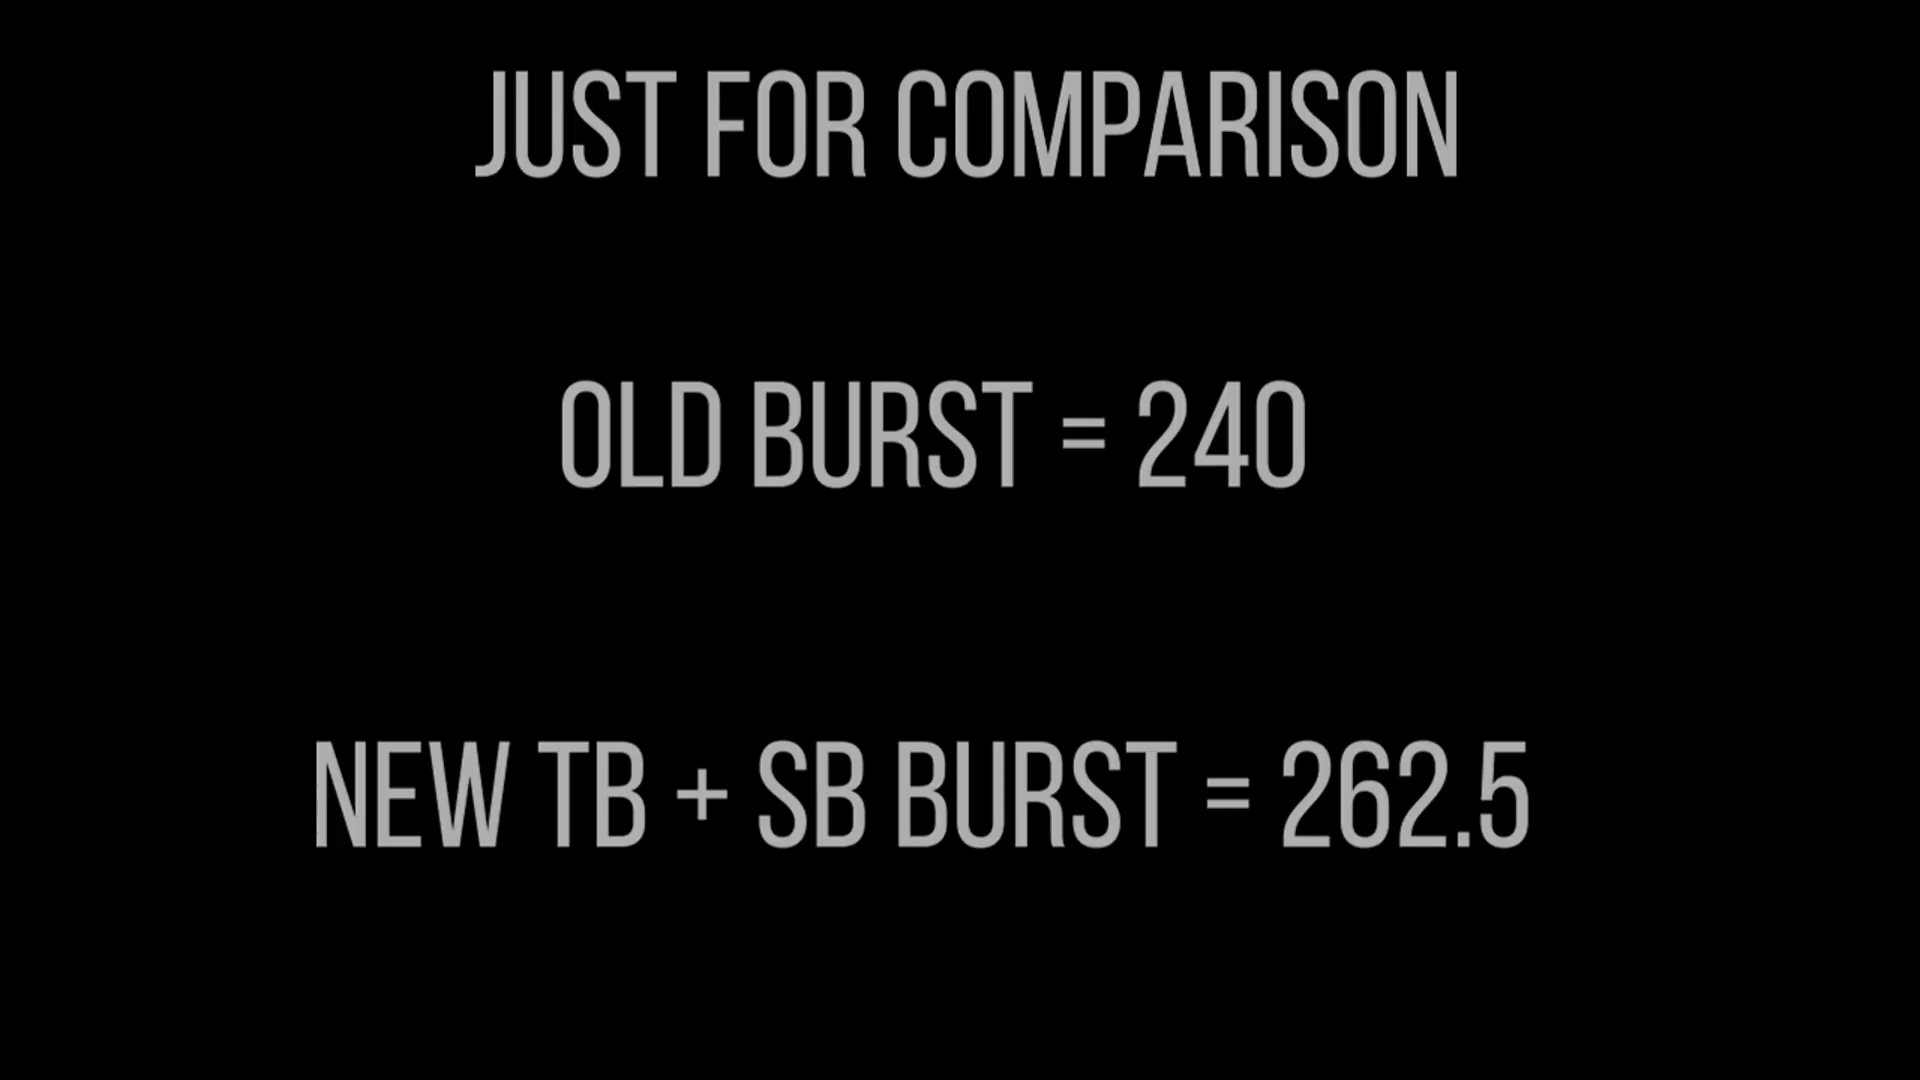 JUST FOR COMPARISON
OLD BURST = 240
NEW TB + SB BURST = 262.5